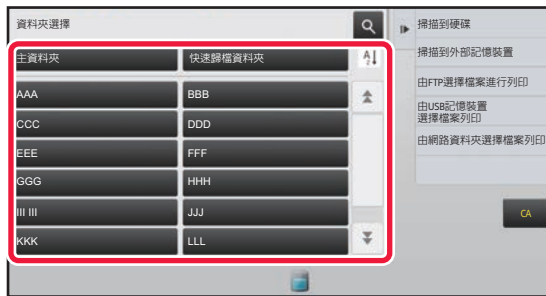 資料夾選擇
主資料夾 快速歸檔資料夾
AAA BBB
CCC DDD
EEE FFF
GGG HHH
III III JJJ
KKK LLL
掃描到硬碟
掃描到外部記憶裝置
由FTP選擇檔案進行列印
由USB記憶裝置
選擇檔案列印
由網路資料夾選擇檔案列印
CA